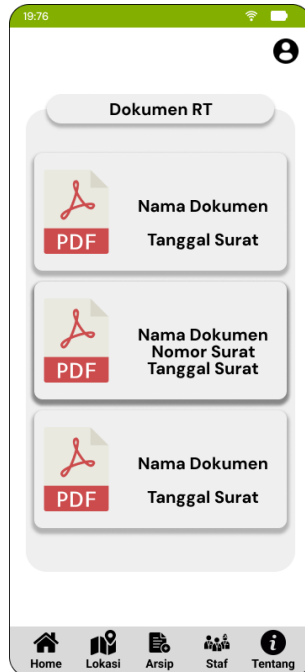 19:76
Dokumen RT
Nama Dokumen
PDF
Tanggal Surat
Nama Dokumen
Nomor Surat
PDF
Tanggal Surat
Nama Dokumen
PDF
Tanggal Surat
Home Lokasi Arsip Staf Tentang